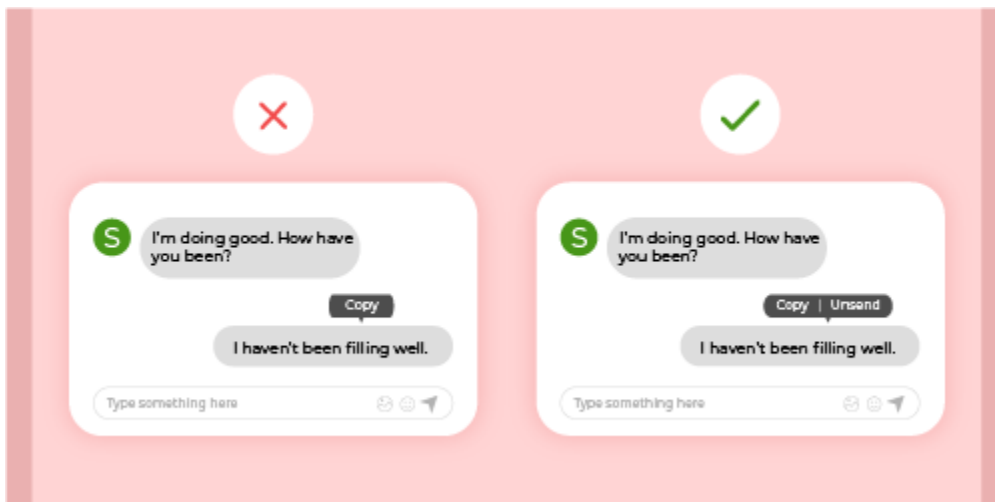 S
I'm doing good. How have
you been?
Copy
I haven't been filling well.
Type something here
S
I'm doing good. How have
you been?
Copy | Unsend
I haven't been filling well.
Type something here